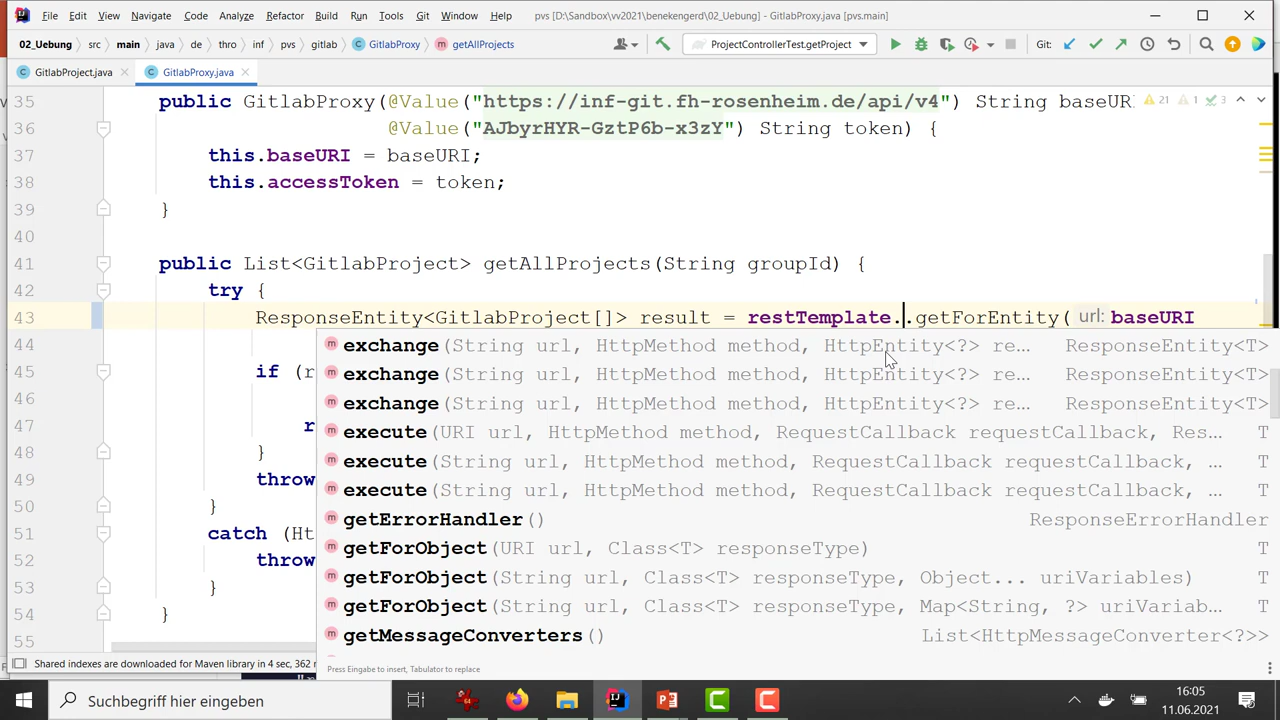 File Edit View Navigate Code Analyze Refactor Build Run Tools Git Window Help pvs [D:\Sandbox\vv2021\benekengerd\02_Uebung] - GitlabProxy.java [pvs.main]
02_Uebung src main java de thro inf pvs gitlab GitlabProxy getAllProjects ProjectControllerTest.getProject Git:
GitlabProject.java GitlabProxy.java
35 public GitlabProxy(@Value("https://inf-git.fh-rosenheim.de/api/v4") String baseURI 21 1 3
36 @Value("AJbyrHYR-GztP6b-x3zY") String token) {
37 this.baseURI = baseURI;
38 this.accessToken = token;
39 }
40
41 public List<GitlabProject> getAllProjects(String groupId) {
42 try {
43 ResponseEntity<GitlabProject[]> result = restTemplate..getForEntity( url: baseURI
44 exchange(String url, HttpMethod method, HttpEntity<?> re... ResponseEntity<T>
45 if (r exchange(String url, HttpMethod method, HttpEntity<?> re... ResponseEntity<T>
46 exchange(String url, HttpMethod method, HttpEntity<?> re... ResponseEntity<T>
47 r execute(URI url, HttpMethod method, RequestCallback requestCallback, Res... T
48 } execute(String url, HttpMethod method, RequestCallback requestCallback, ... T
49 throw execute(String url, HttpMethod method, RequestCallback requestCallback, ... T
50 } getErrorHandler() ResponseErrorHandler
51 catch (Ht getForObject(URI url, Class<T> responseType) T
52 throw getForObject(String url, Class<T> responseType, Object... uriVariables) T
53 } getForObject(String url, Class<T> responseType, Map<String, ?> uriVariab... T
54 } getMessageConverters() List<HttpMessageConverter<?>>
55
Shared indexes are downloaded for Maven library in 4 sec, 362 m Press Eingabe to insert, Tabulator to replace
Suchbegriff hier eingeben 16:05
11.06.2021